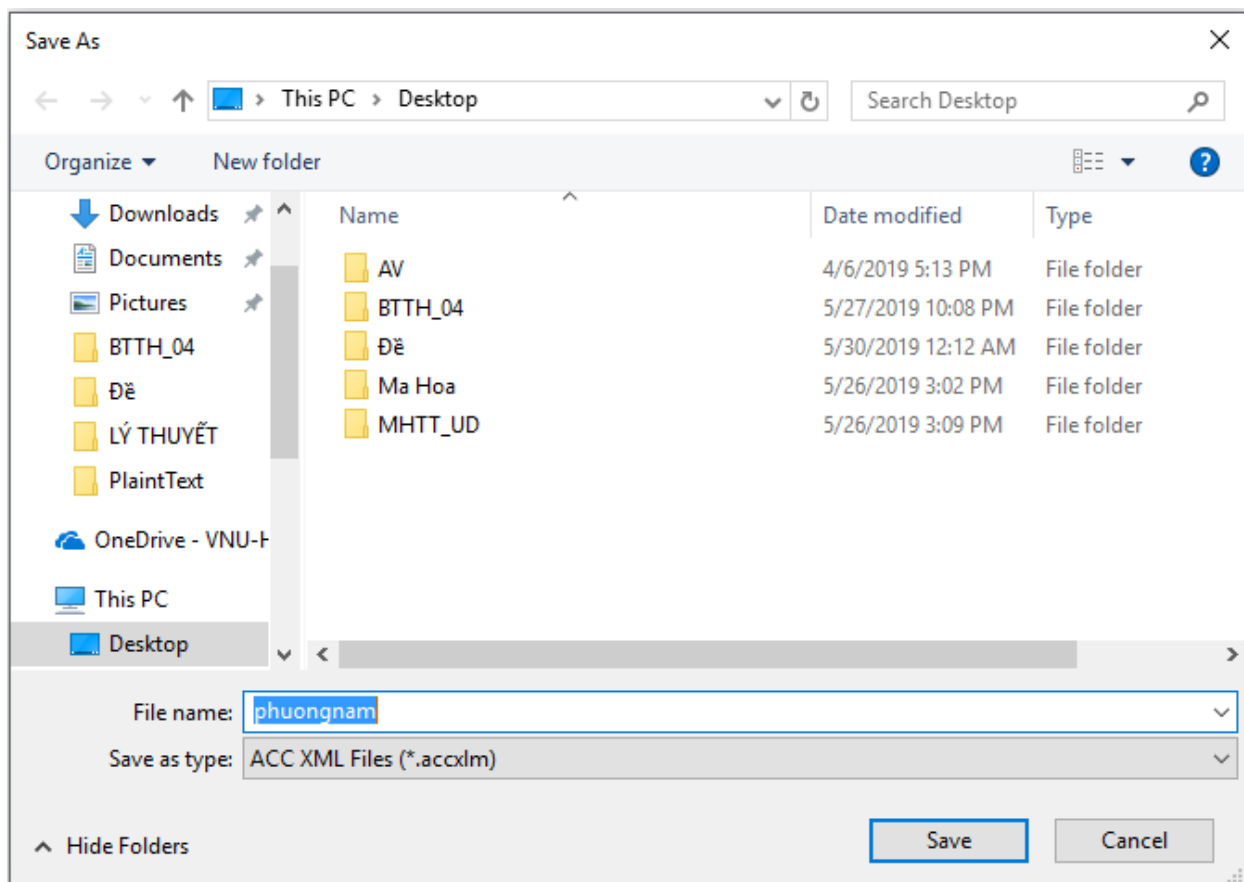 Save As
This PC > Desktop
Search Desktop
Organize
New folder
Downloads
Documents
Pictures
BTTH_04
Đề
LÝ THUYẾT
PlaintText
OneDrive - VNU-H
This PC
Desktop
Name Date modified Type
AV 4/6/2019 5:13 PM File folder
BTTH_04 5/27/2019 10:08 PM File folder
Đề 5/30/2019 12:12 AM File folder
Ma Hoa 5/26/2019 3:02 PM File folder
MHTT_UD 5/26/2019 3:09 PM File folder
File name: phuongnam
Save as type: ACC XML Files (*.accxlm)
Hide Folders
Save
Cancel